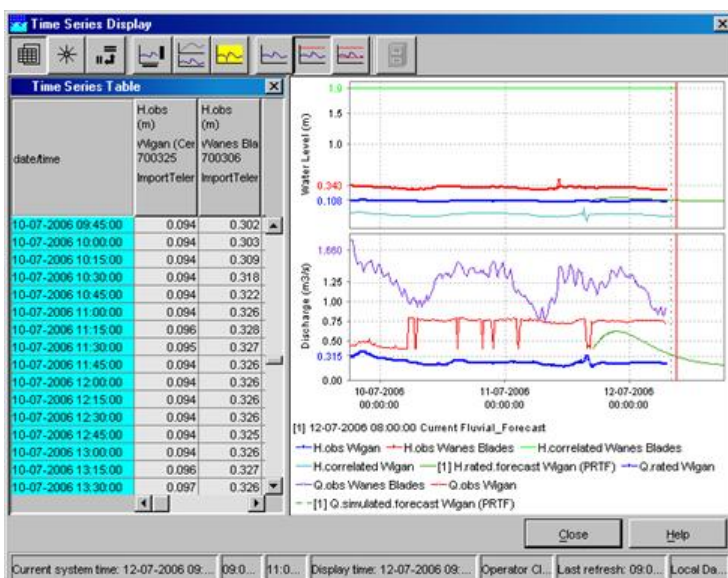 Time Series Display
Time Series Table
date/time
H.obs
(m)
Wigan (Cer
700325
ImportTeler
H.obs
(m)
Wanes Bla
700306
ImportTeler
10-07-2006 09:45:00 0.094 0.302
10-07-2006 10:00:00 0.094 0.303
10-07-2006 10:15:00 0.094 0.309
10-07-2006 10:30:00 0.094 0.318
10-07-2006 10:45:00 0.094 0.322
10-07-2006 11:00:00 0.094 0.326
10-07-2006 11:15:00 0.096 0.328
10-07-2006 11:30:00 0.095 0.327
10-07-2006 11:45:00 0.094 0.326
10-07-2006 12:00:00 0.094 0.326
10-07-2006 12:15:00 0.094 0.326
10-07-2006 12:30:00 0.094 0.326
10-07-2006 12:45:00 0.094 0.325
10-07-2006 13:00:00 0.094 0.326
10-07-2006 13:15:00 0.096 0.327
10-07-2006 13:30:00 0.097 0.326
Water Level (m)
1.9
1.5
1.0
0.343
0.108
Discharge (m3/s)
1.660
1.25
1.00
0.75
0.50
0.315
0.00
10-07-2006 11-07-2006 12-07-2006
00:00:00 00:00:00 00:00:00
[1] 12-07-2006 08:00:00 Current Fluvial_Forecast
H.obs Wigan H.obs Wanes Blades H.correlated Wanes Blades
H.correlated Wigan [1] H.rated.forecast Wigan (PRTF) Q.rated Wigan
Q.obs Wanes Blades Q.obs Wigan
[1] Q.simulated.forecast Wigan (PRTF)
Close Help
Current system time: 12-07-2006 09:... 09:0... 11:0... Display time: 12-07-2006 09:... Operator Cl... Last refresh: 09:0... Local Da...